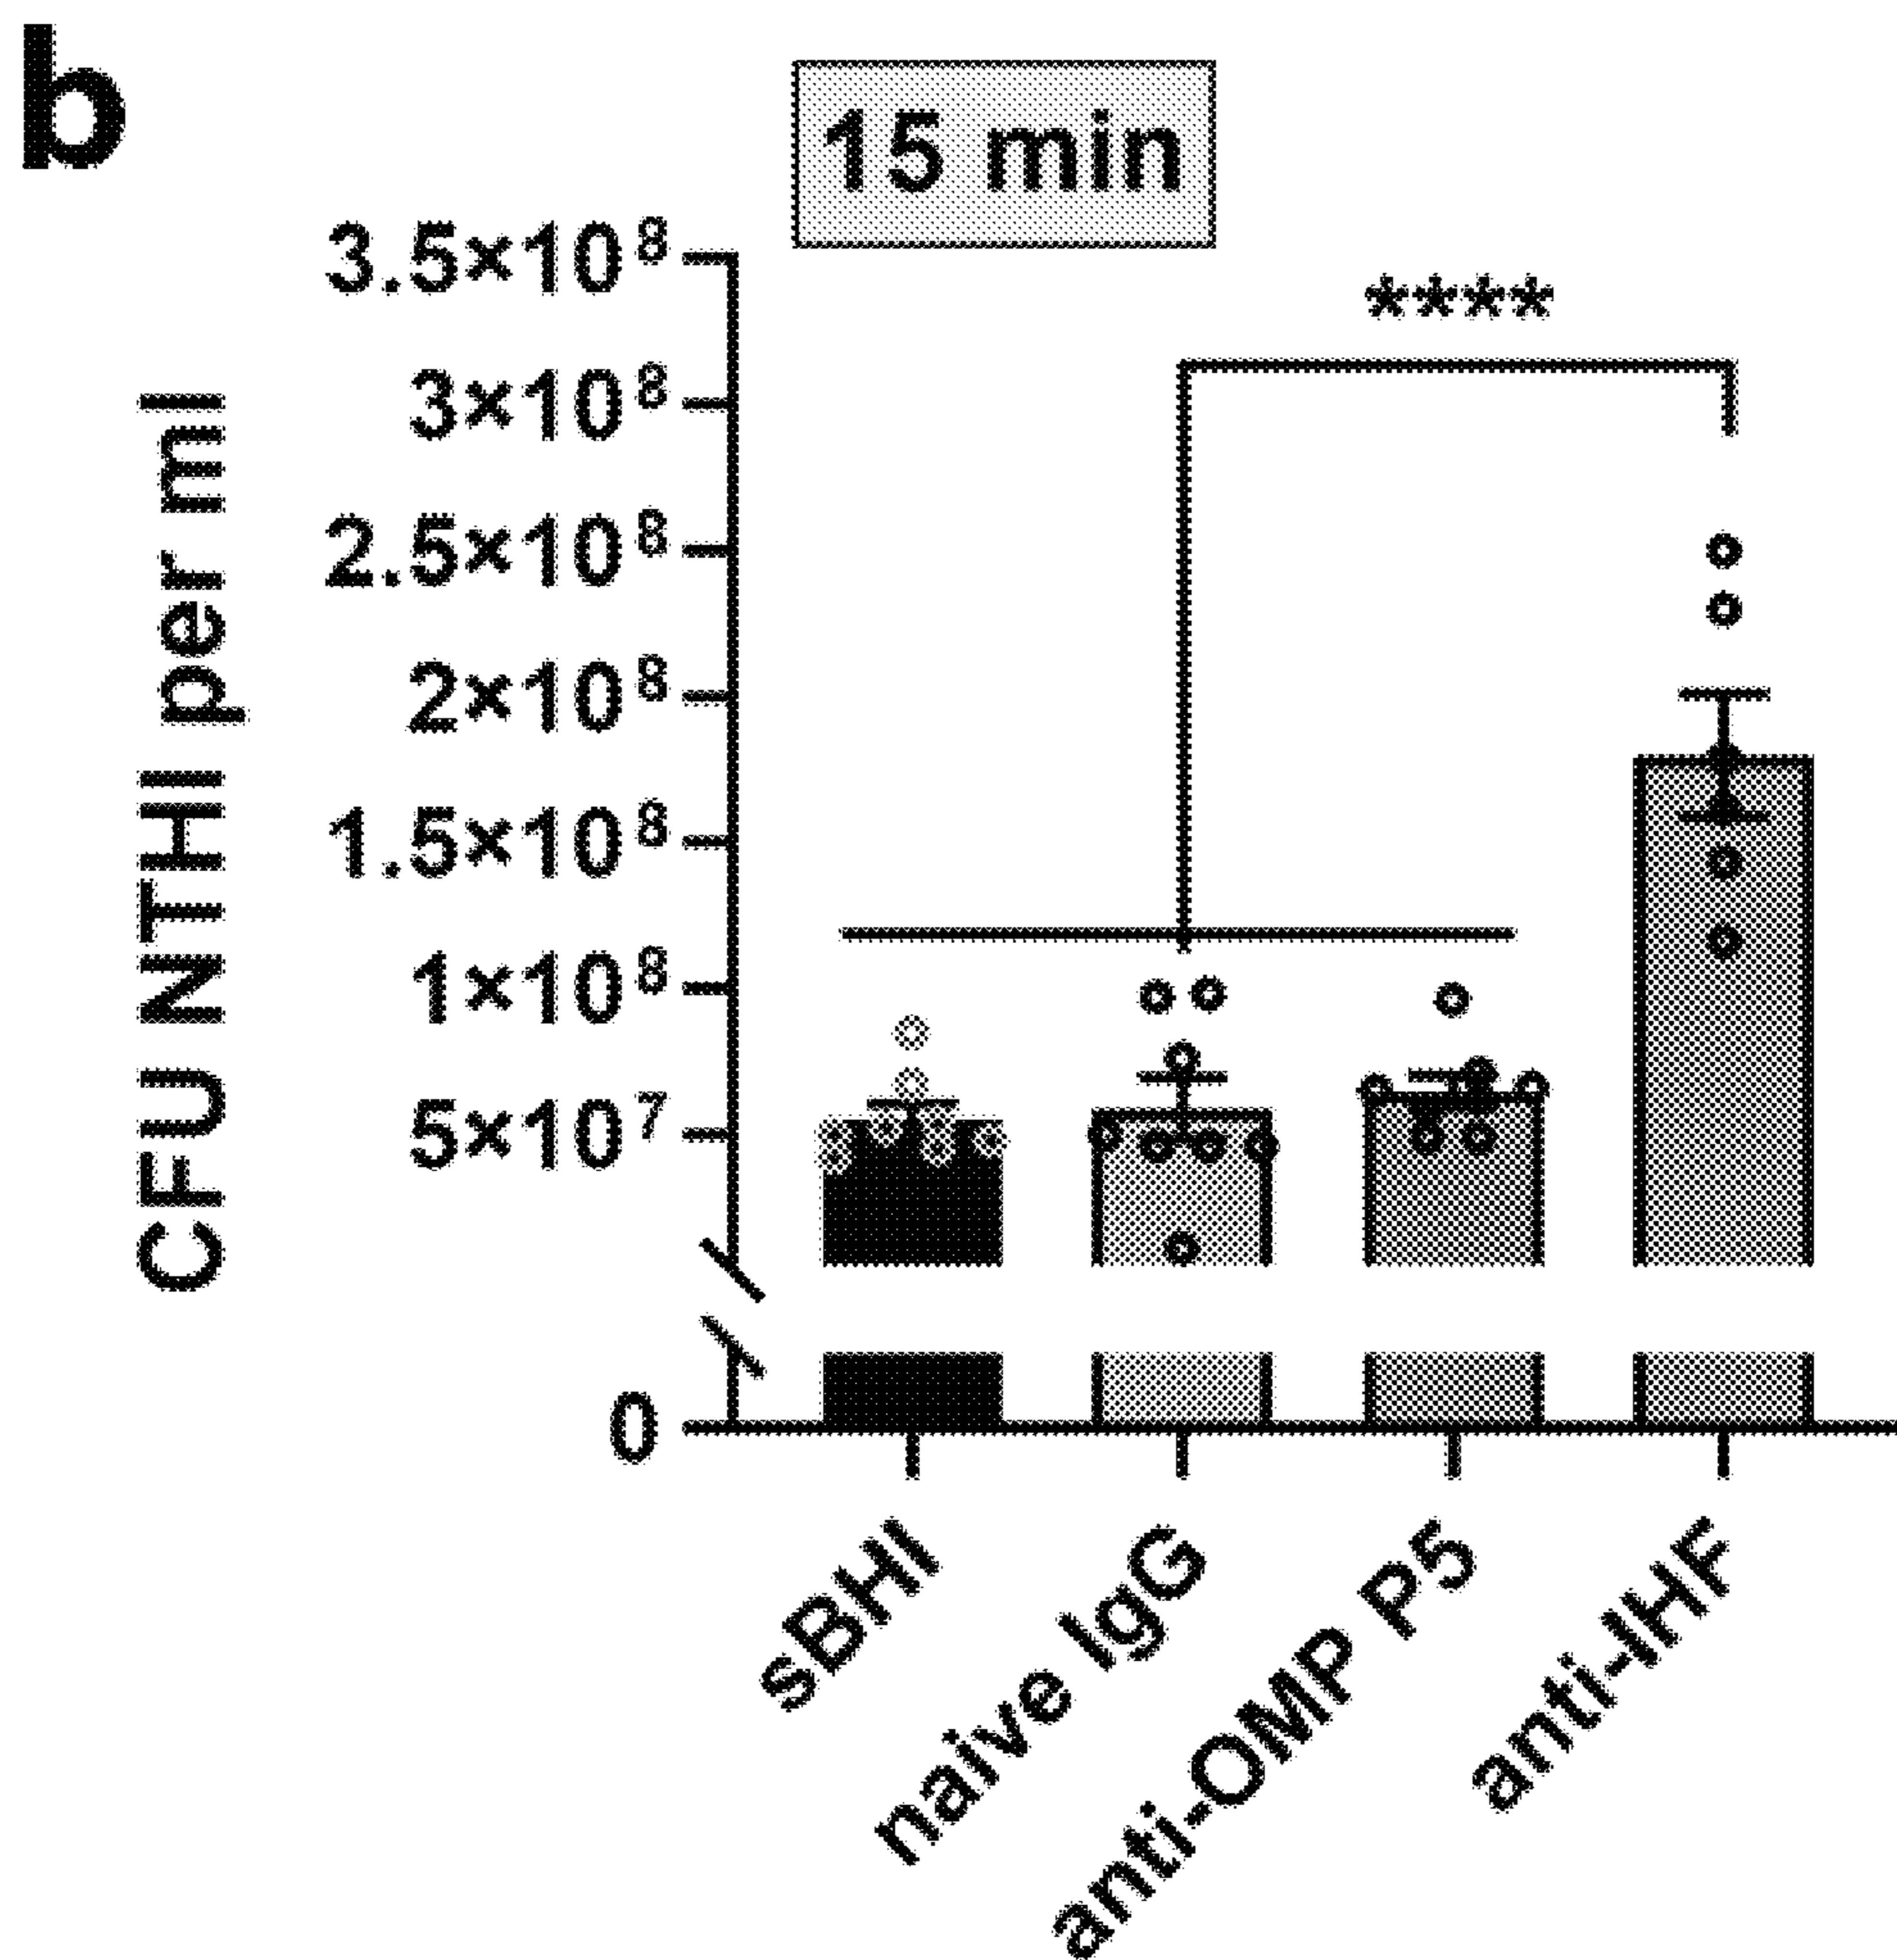 b
15 min
3.5×10⁸
****
3×10⁸
2.5×10⁸
2×10⁸
1.5×10⁸
1×10⁸
5×10⁷
0
CFU NTHI per ml
sBHI
naive IgG
anti-OMP P5
anti-IHF